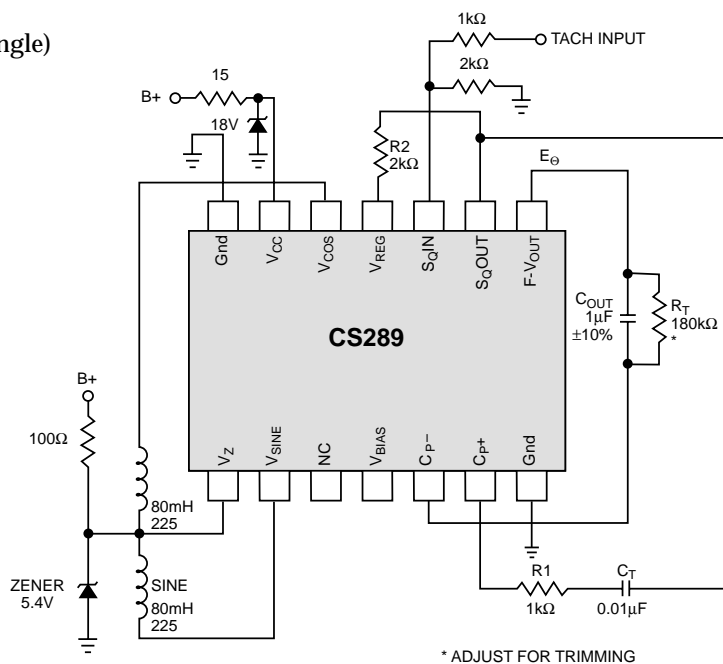 ngle)
1kΩ
TACH INPUT
15
2kΩ
B+
18V
R2
2kΩ
EΘ
Gnd
VCC
VCOS
VREG
SQIN
SQOUT
F-VOUT
COUT
1µF
±10%
RT
180kΩ
*
CS289
B+
100Ω
VZ
VSINE
NC
VBIAS
CP–
CP+
Gnd
80mH
225
ZENER
5.4V
SINE
80mH
225
R1
1kΩ
CT
0.01µF
* ADJUST FOR TRIMMING